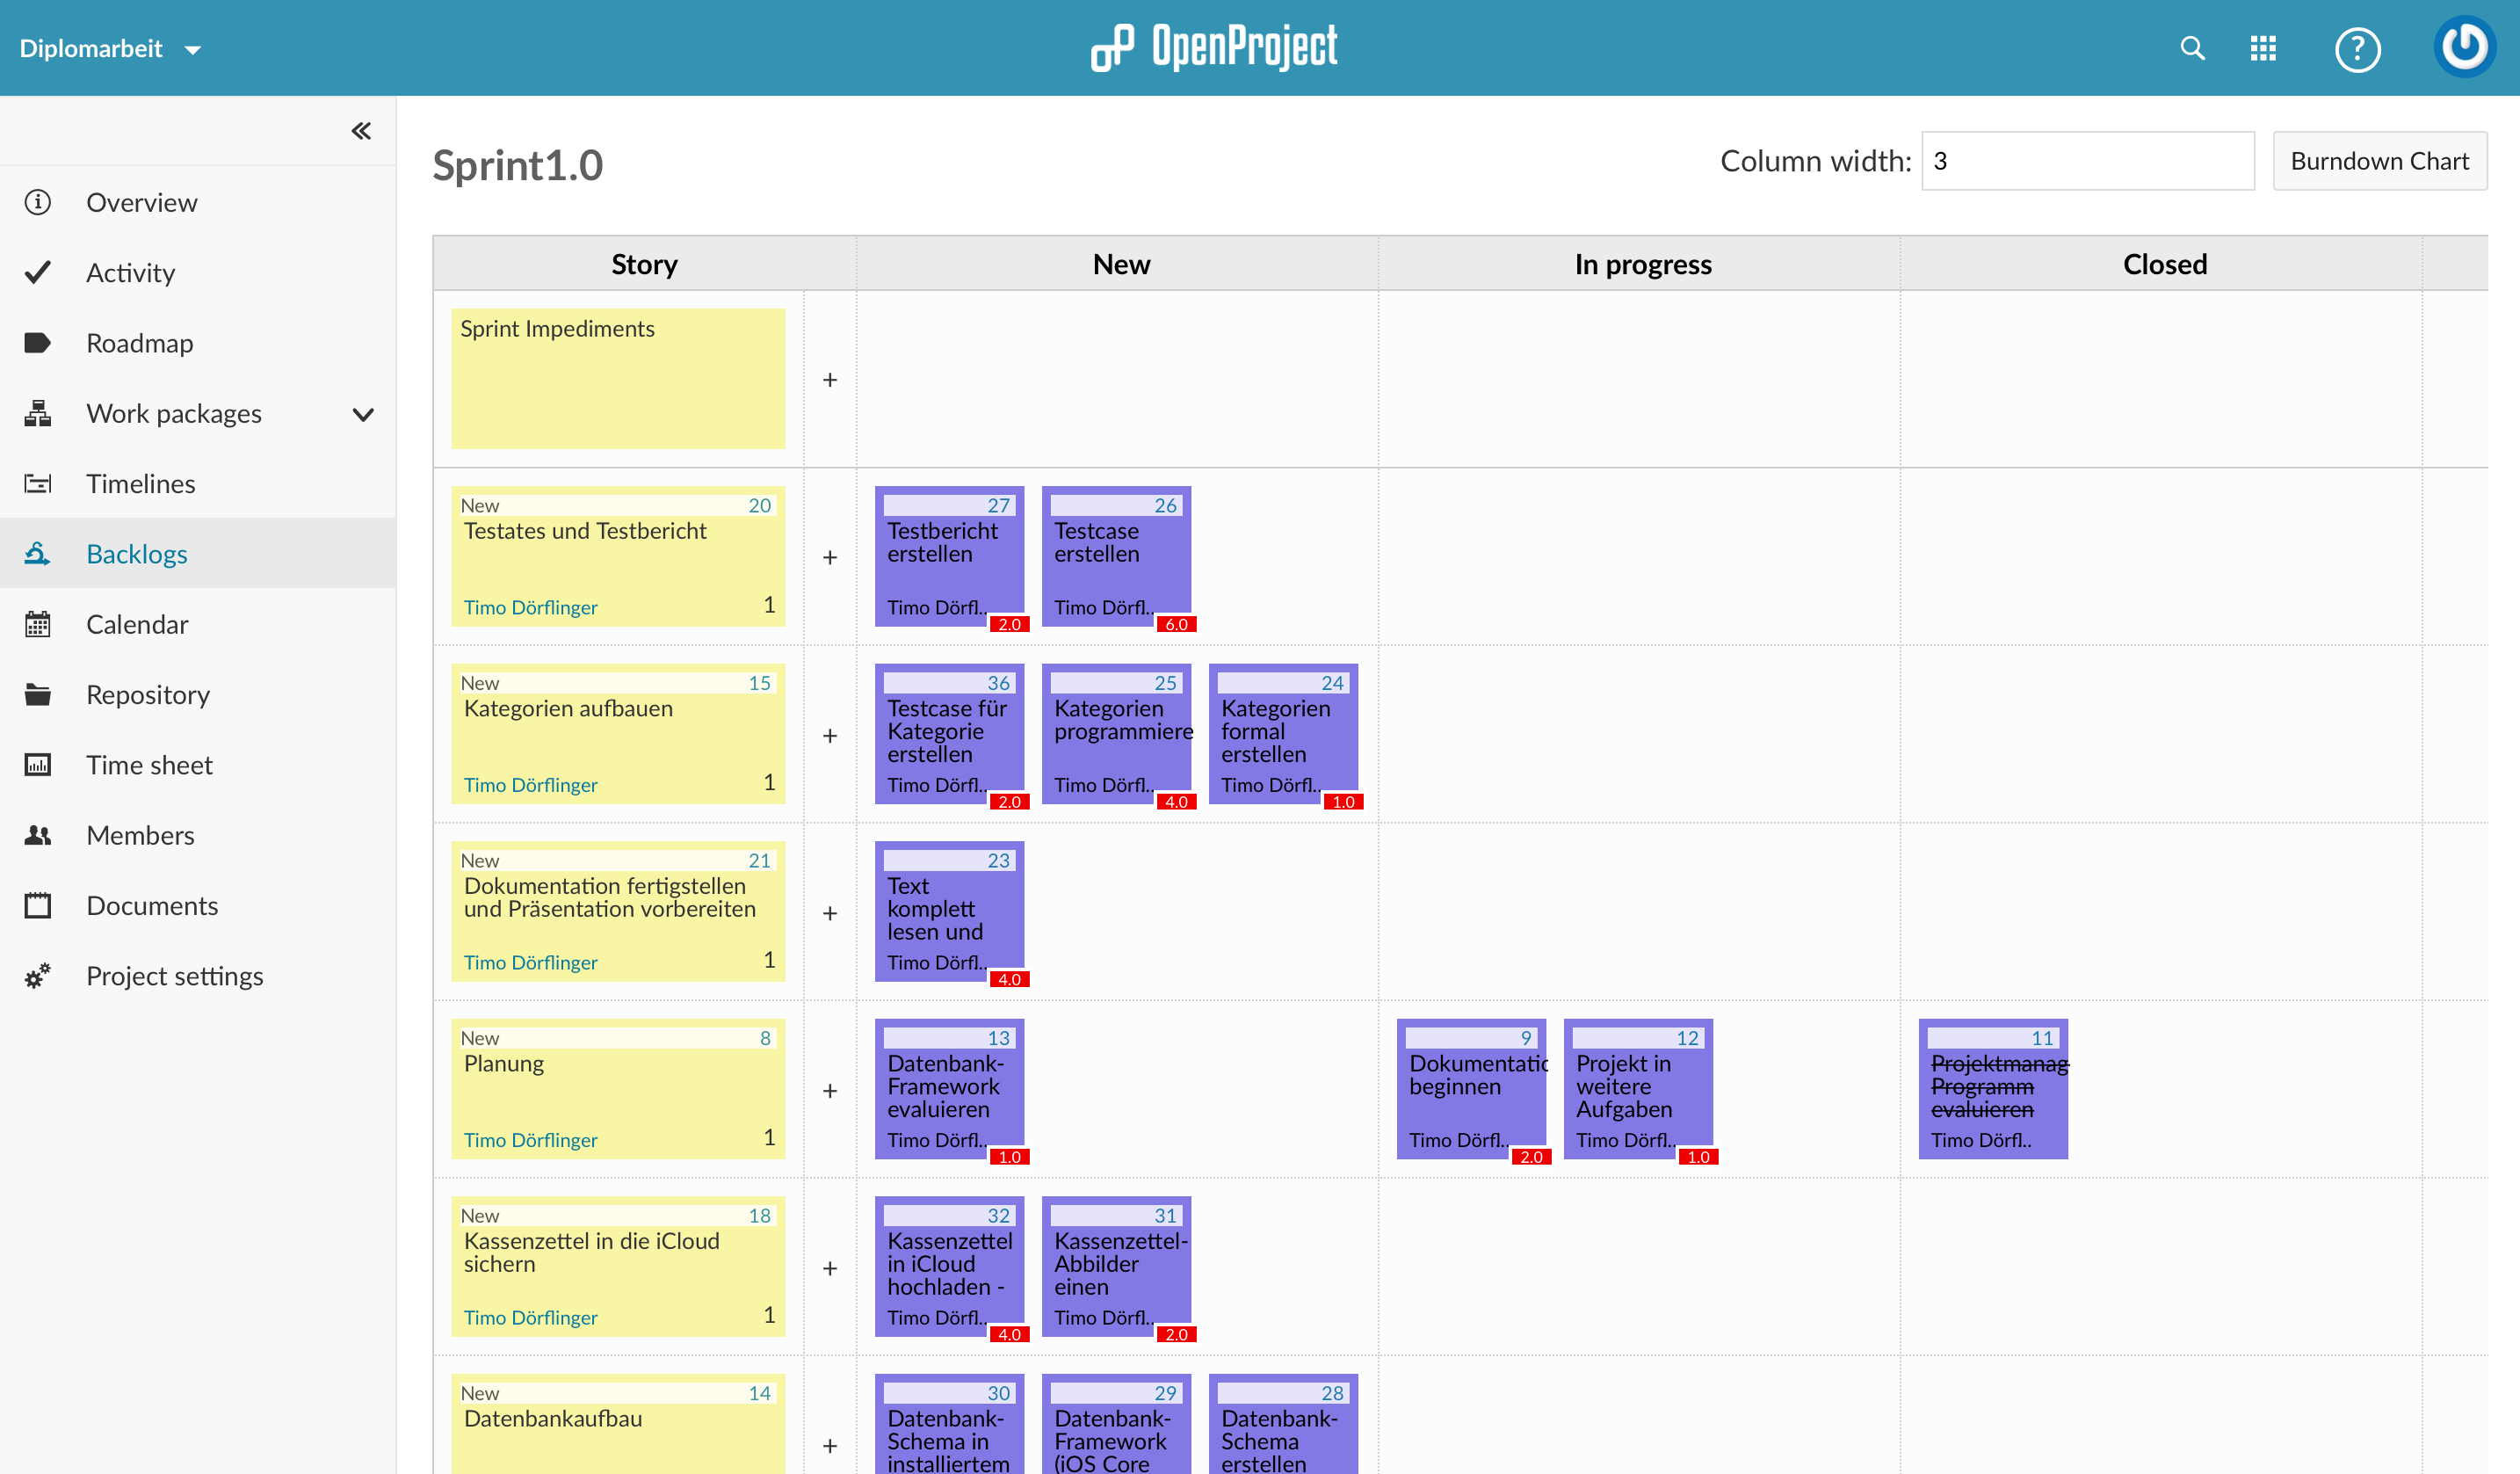 Diplomarbeit
OpenProject
?
Overview
Activity
Roadmap
Work packages
Timelines
Backlogs
Calendar
Repository
Time sheet
Members
Documents
Project settings
Sprint1.0
Column width: 3
Burndown Chart
Story
New
In progress
Closed
Sprint Impediments
+
New 20
Testates und Testbericht
Timo Dörflinger 1
+
27
Testbericht
erstellen
Timo Dörfl..
2.0
26
Testcase
erstellen
Timo Dörfl..
6.0
New 15
Kategorien aufbauen
Timo Dörflinger 1
+
36
Testcase für
Kategorie
erstellen
Timo Dörfl..
2.0
25
Kategorien
programmiere
Timo Dörfl..
4.0
24
Kategorien
formal
erstellen
Timo Dörfl..
1.0
New 21
Dokumentation fertigstellen
und Präsentation vorbereiten
Timo Dörflinger 1
+
23
Text
komplett
lesen und
Timo Dörfl..
4.0
New 8
Planung
Timo Dörflinger 1
+
13
Datenbank-
Framework
evaluieren
Timo Dörfl..
1.0
9
Dokumentatio
beginnen
Timo Dörfl..
2.0
12
Projekt in
weitere
Aufgaben
Timo Dörfl..
1.0
11
Projektmanag
Programm
evaluieren
Timo Dörfl..
New 18
Kassenzettel in die iCloud
sichern
Timo Dörflinger 1
+
32
Kassenzettel
in iCloud
hochladen -
Timo Dörfl..
4.0
31
Kassenzettel-
Abbilder
einen
Timo Dörfl..
2.0
New 14
Datenbankaufbau
+
30
Datenbank-
Schema in
installiertem
29
Datenbank-
Framework
(iOS Core
28
Datenbank-
Schema
erstellen